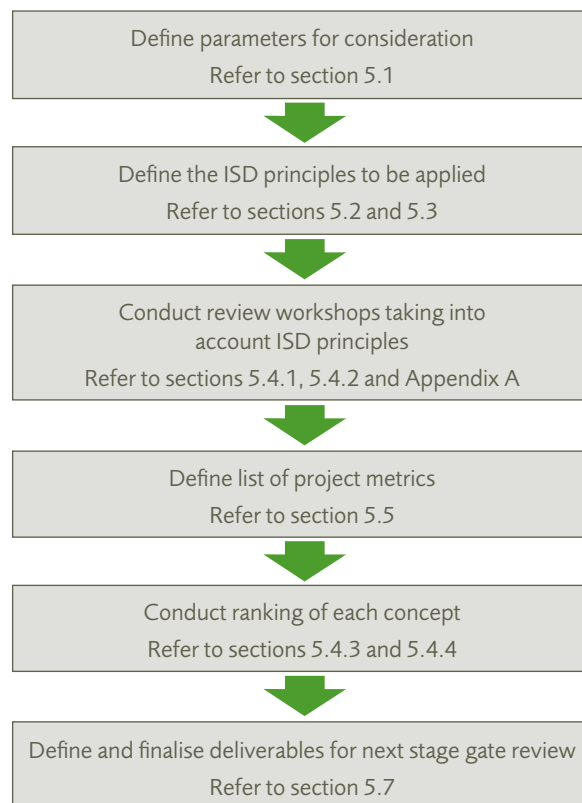 Define parameters for consideration
Refer to section 5.1
Define the ISD principles to be applied
Refer to sections 5.2 and 5.3
Conduct review workshops taking into
account ISD principles
Refer to sections 5.4.1, 5.4.2 and Appendix A
Define list of project metrics
Refer to section 5.5
Conduct ranking of each concept
Refer to sections 5.4.3 and 5.4.4
Define and finalise deliverables for next stage gate review
Refer to section 5.7